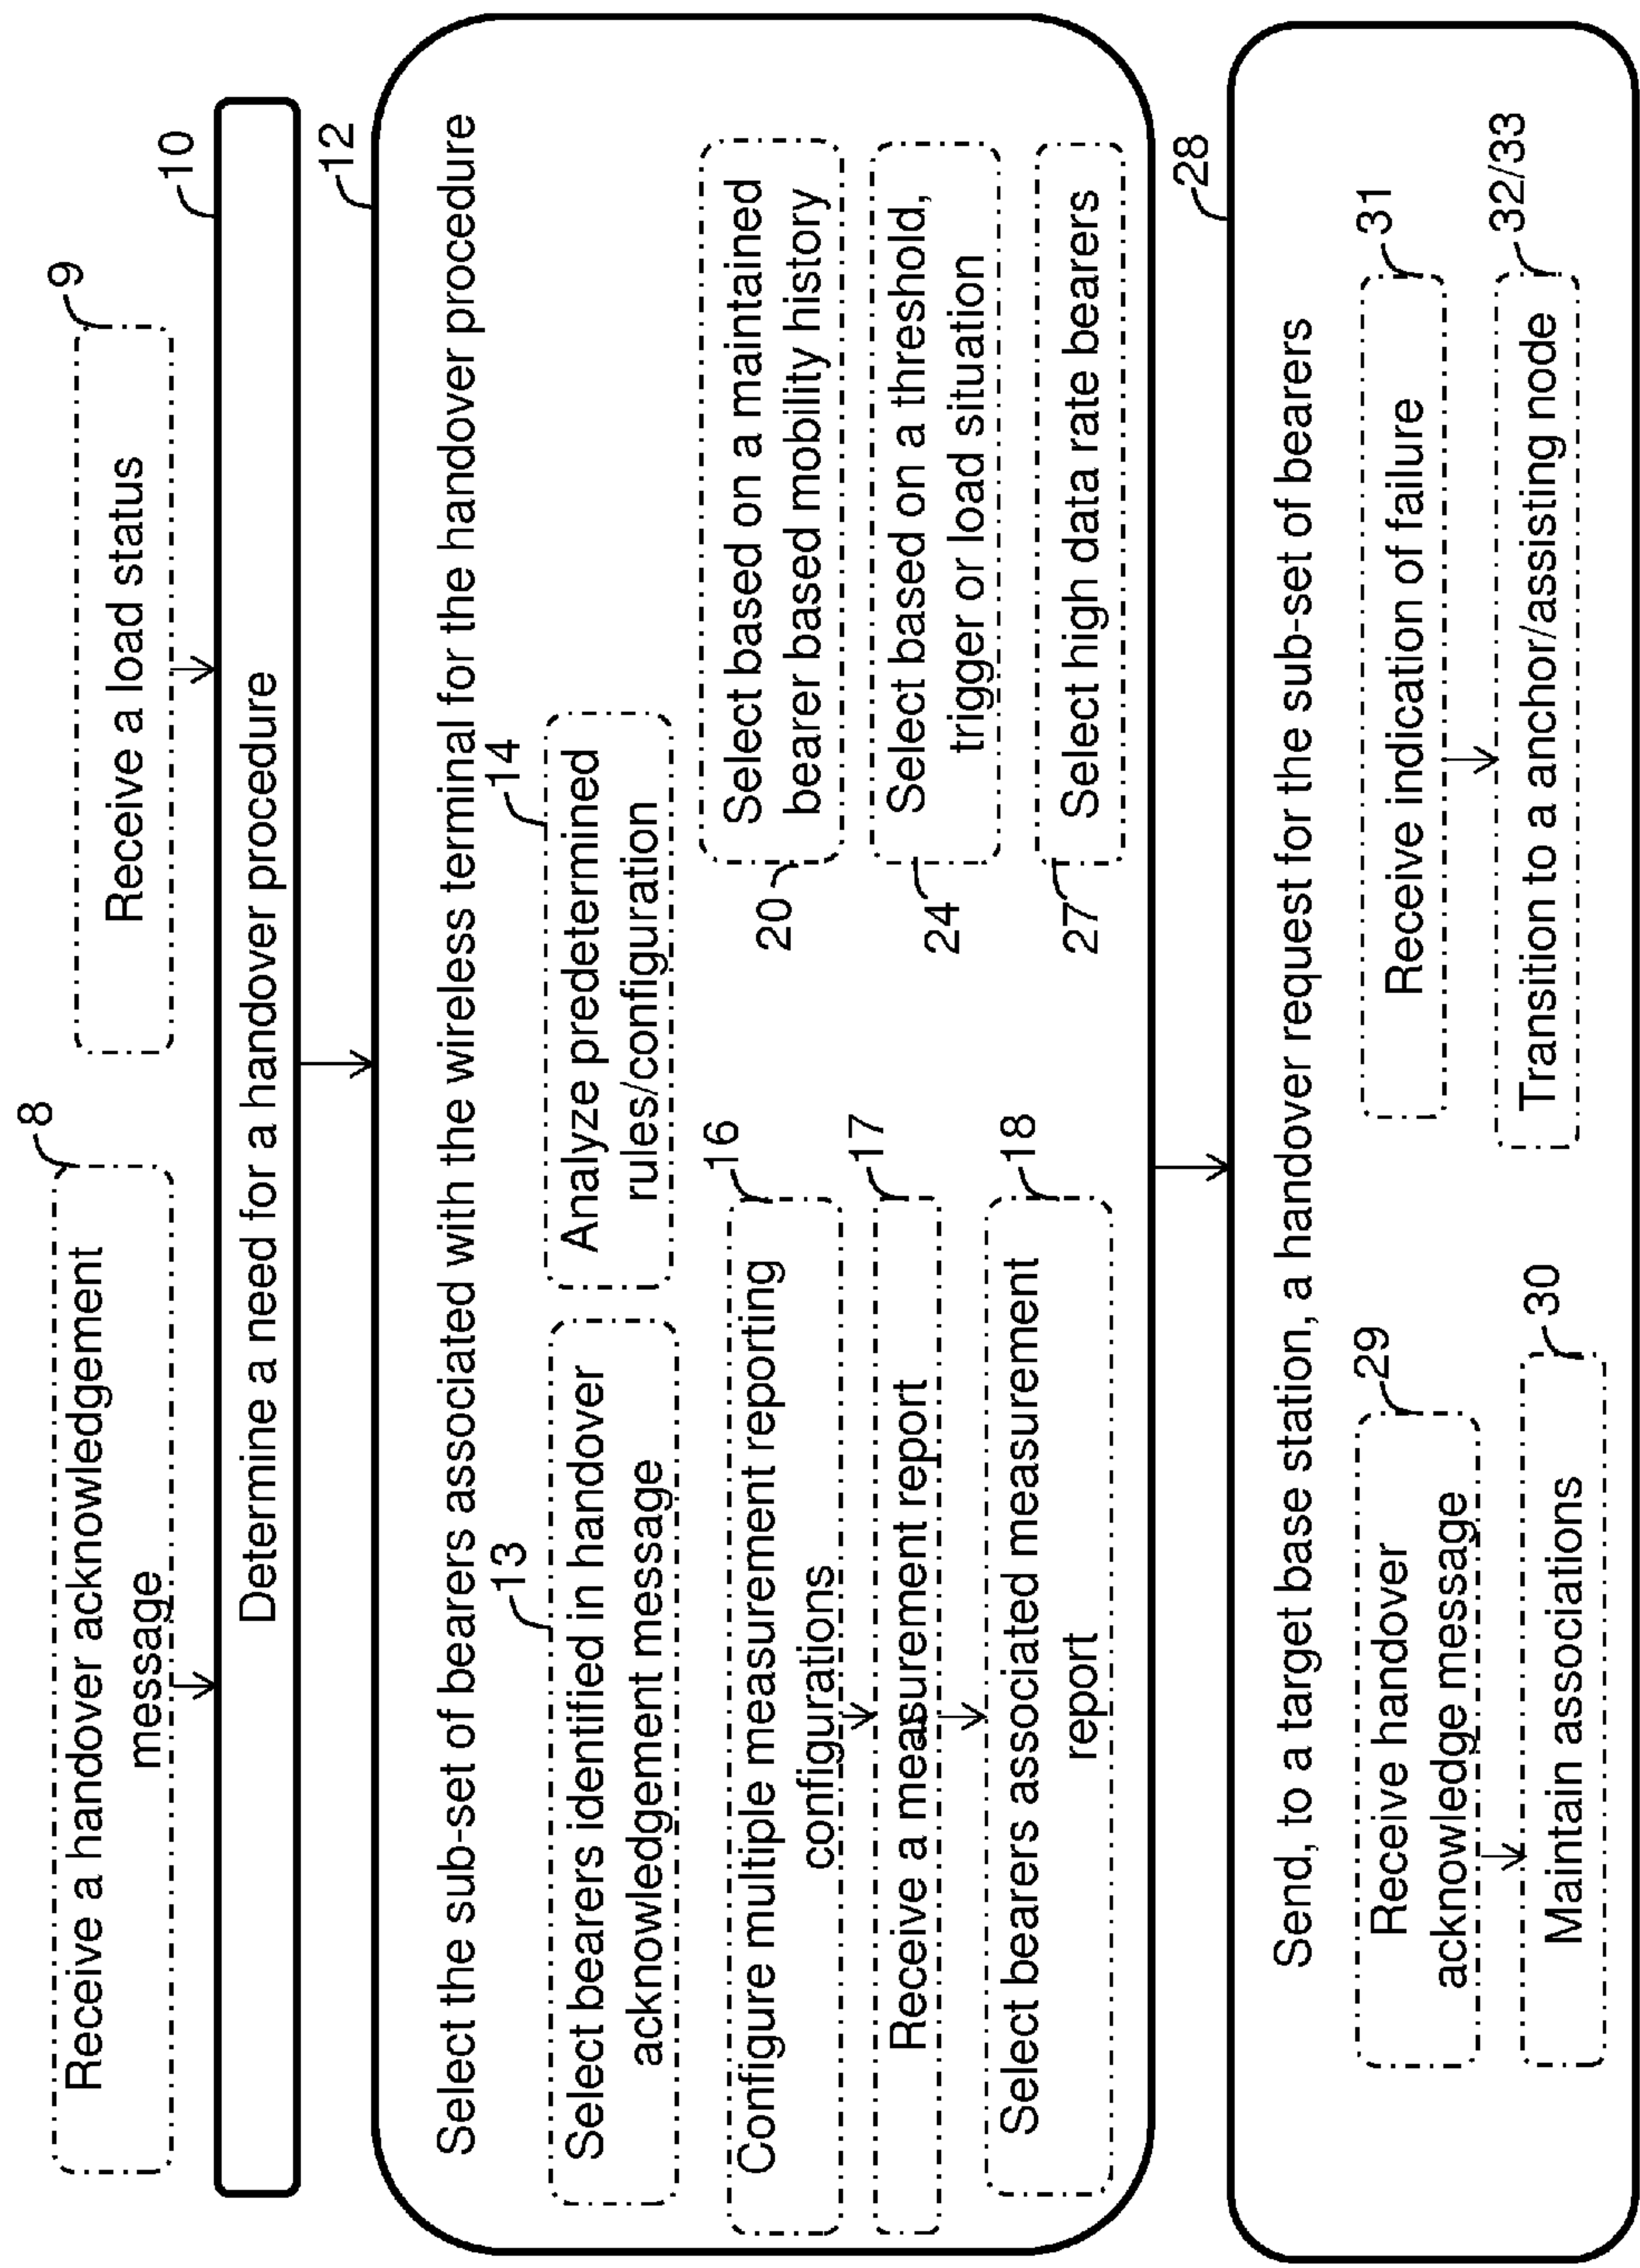 8
Receive a handover acknowledgement
message
9
Receive a load status
10
Determine a need for a handover procedure
12
Select the sub-set of bearers associated with the wireless terminal for the handover procedure
13
Select bearers identified in handover
acknowledgement message
14
Analyze predetermined
rules/configuration
16
Configure multiple measurement reporting
configurations
17
Receive a measurement report
18
Select bearers associated measurement
report
20
Select based on a maintained
bearer based mobility history
24
Select based on a threshold,
trigger or load situation
27
Select high data rate bearers
28
Send, to a target base station, a handover request for the sub-set of bearers
29
Receive handover
acknowledge message
30
Maintain associations
31
Receive indication of failure
32/33
Transition to a anchor/assisting node